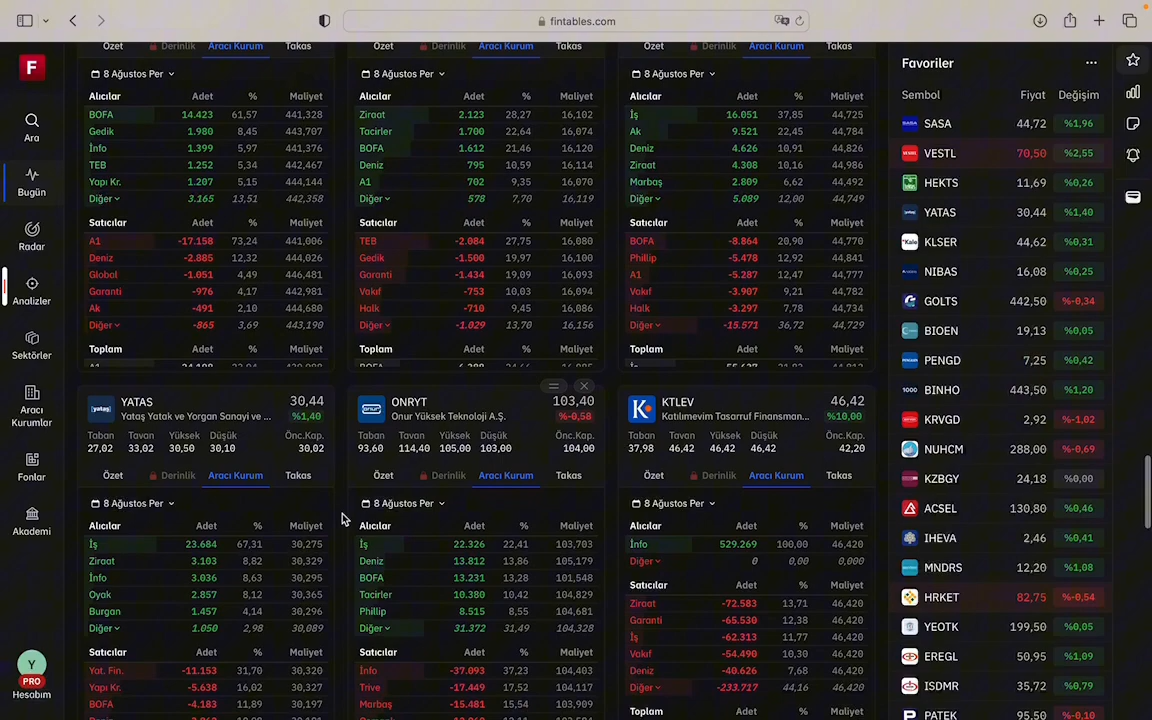 fintables.com
F
Ara
Bugün
Radar
Analizler
Sektörler
Aracı
Kurumlar
Fonlar
Akademi
Y
PRO
Hesabım
Özet Derinlik Aracı Kurum Takas
8 Ağustos Per
Alıcılar Adet % Maliyet
BOFA 14.423 61,57 441,328
Gedik 1.980 8,45 443,707
İnfo 1.399 5,97 441,376
TEB 1.252 5,34 442,467
Yapı Kr. 1.207 5,15 444,144
Diğer 3.165 13,51 442,358
Satıcılar Adet % Maliyet
A1 -17.158 73,24 441,006
Deniz -2.885 12,32 444,026
Global -1.051 4,49 446,481
Garanti -976 4,17 442,981
Ak -491 2,10 444,680
Diğer -865 3,69 443,190
Toplam Adet % Maliyet
Özet Derinlik Aracı Kurum Takas
8 Ağustos Per
Alıcılar Adet % Maliyet
Ziraat 2.123 28,27 16,102
Tacirler 1.700 22,64 16,074
BOFA 1.612 21,46 16,120
Deniz 795 10,59 16,114
A1 702 9,35 16,070
Diğer 578 7,70 16,119
Satıcılar Adet % Maliyet
TEB -2.084 27,75 16,080
Gedik -1.500 19,97 16,100
Garanti -1.434 19,09 16,093
Vakıf -753 10,03 16,094
Halk -710 9,45 16,086
Diğer -1.029 13,70 16,156
Toplam Adet % Maliyet
Özet Derinlik Aracı Kurum Takas
8 Ağustos Per
Alıcılar Adet % Maliyet
İş 16.051 37,85 44,725
Ak 9.521 22,45 44,784
Deniz 4.626 10,91 44,826
Ziraat 4.308 10,16 44,986
Marbaş 2.809 6,62 44,492
Diğer 5.089 12,00 44,749
Satıcılar Adet % Maliyet
BOFA -8.864 20,90 44,770
Phillip -5.478 12,92 44,841
A1 -5.287 12,47 44,777
Vakıf -3.907 9,21 44,782
Halk -3.297 7,78 44,734
Diğer -15.571 36,72 44,729
Toplam Adet % Maliyet
yataş
YATAS 30,44
Yataş Yatak ve Yorgan Sanayi ve ... %1,40
Taban Tavan Yüksek Düşük Önc.Kap.
27,02 33,02 30,50 30,10 30,02
Özet Derinlik Aracı Kurum Takas
8 Ağustos Per
Alıcılar Adet % Maliyet
İş 23.684 67,31 30,275
Ziraat 3.103 8,82 30,329
İnfo 3.036 8,63 30,295
Oyak 2.857 8,12 30,365
Burgan 1.457 4,14 30,296
Diğer 1.050 2,98 30,089
Satıcılar Adet % Maliyet
Yat. Fin. -11.153 31,70 30,320
Yapı Kr. -5.638 16,02 30,327
BOFA -4.183 11,89 30,197
ONRYT 103,40
Onur Yüksek Teknoloji A.Ş. %-0,58
Taban Tavan Yüksek Düşük Önc.Kap.
93,60 114,40 105,00 103,00 104,00
Özet Derinlik Aracı Kurum Takas
8 Ağustos Per
Alıcılar Adet % Maliyet
İş 22.326 22,41 103,703
Deniz 13.812 13,86 105,179
BOFA 13.231 13,28 101,548
Tacirler 10.380 10,42 104,829
Phillip 8.515 8,55 104,681
Diğer 31.372 31,49 104,328
Satıcılar Adet % Maliyet
İnfo -37.093 37,23 104,403
Trive -17.449 17,52 104,117
Marbaş -15.481 15,54 103,909
K
KTLEV 46,42
Katılımevim Tasarruf Finansman... %10,00
Taban Tavan Yüksek Düşük Önc.Kap.
37,98 46,42 46,42 46,42 42,20
Özet Derinlik Aracı Kurum Takas
8 Ağustos Per
Alıcılar Adet % Maliyet
İnfo 529.269 100,00 46,420
Diğer 0 0,00 0,000
Satıcılar Adet % Maliyet
Ziraat -72.583 13,71 46,420
Garanti -65.530 12,38 46,420
İş -62.313 11,77 46,420
Vakıf -54.490 10,30 46,420
Deniz -40.626 7,68 46,420
Diğer -233.717 44,16 46,420
Toplam Adet % Maliyet
Favoriler
Sembol Fiyat Değişim
SASA 44,72 %1,96
VESTL 70,50 %2,55
HEKTS 11,69 %0,26
YATAS 30,44 %1,40
KLSER 44,62 %0,31
NIBAS 16,08 %0,25
GOLTS 442,50 %-0,34
BIOEN 19,13 %0,05
PENGD 7,25 %0,42
BINHO 443,50 %1,20
KRVGD 2,92 %-1,02
NUHCM 288,00 %-0,69
KZBGY 24,18 %0,00
ACSEL 130,80 %0,46
IHEVA 2,46 %0,41
MNDRS 12,20 %1,08
HRKET 82,75 %-0,54
YEOTK 199,50 %0,05
EREGL 50,95 %1,09
ISDMR 35,72 %0,79
PATEK 95,50 %-0,10